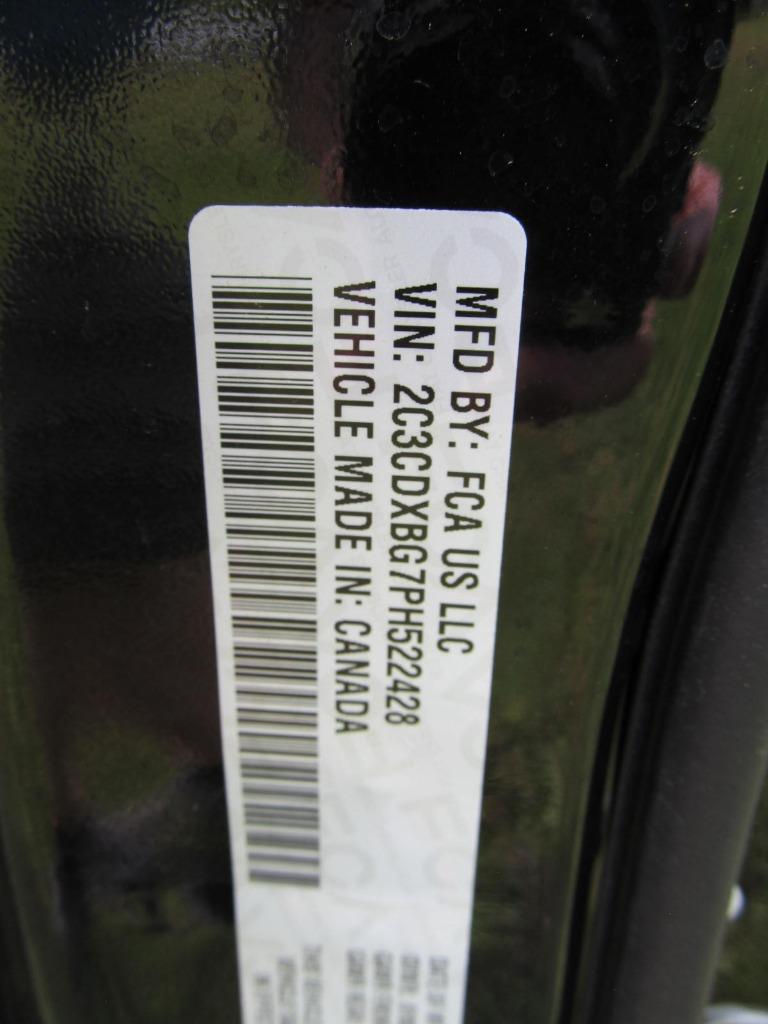 MFD BY: FCA US LLC
VIN: 2C3CDXBG7PH522428
VEHICLE MADE IN: CANADA